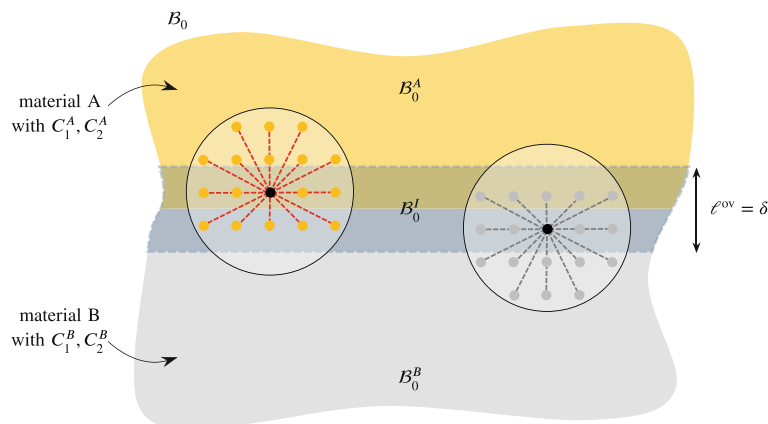 ℬ₀
ℬ₀ᴬ
material A
with C₁ᴬ, C₂ᴬ
ℬ₀ᴵ
ℓᵒᵛ = δ
material B
with C₁ᴮ, C₂ᴮ
ℬ₀ᴮ